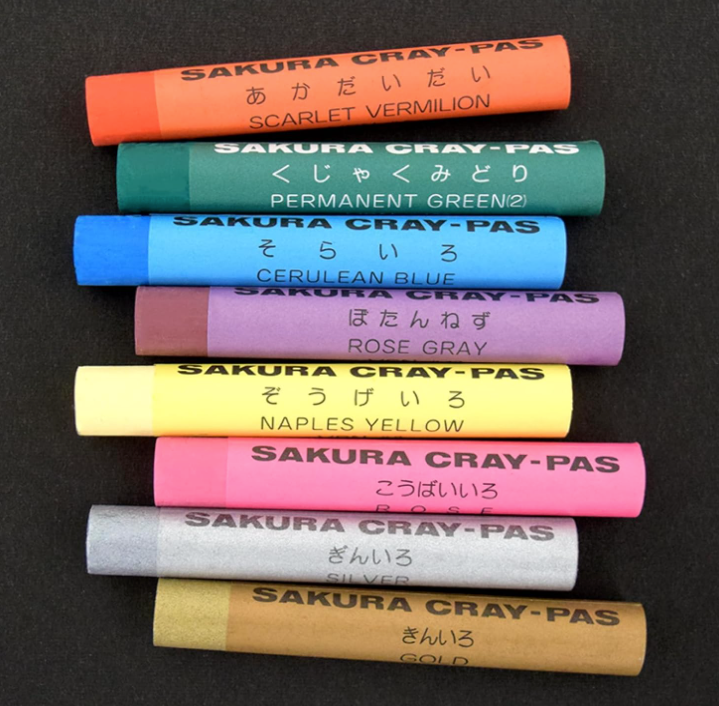 SAKURA CRAY-PAS
あかだいだい
SCARLET VERMILION
SAKURA CRAY-PAS
くじゃくみどり
PERMANENT GREEN(2)
SAKURA CRAY-PAS
そらいろ
CERULEAN BLUE
SAKURA CRAY-PAS
ぼたんねず
ROSE GRAY
SAKURA CRAY-PAS
ぞうげいろ
NAPLES YELLOW
SAKURA CRAY-PAS
こうばいいろ
ROSE
SAKURA CRAY-PAS
ぎんいろ
SILVER
SAKURA CRAY-PAS
きんいろ
GOLD